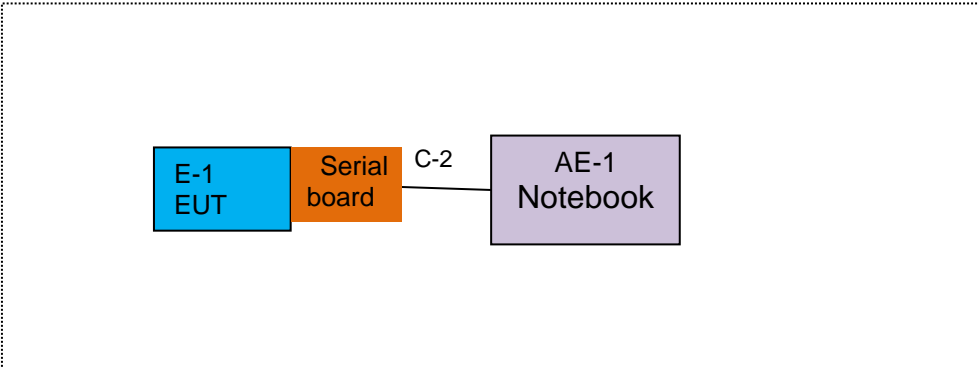 E-1
EUT
Serial
board
C-2
AE-1
Notebook